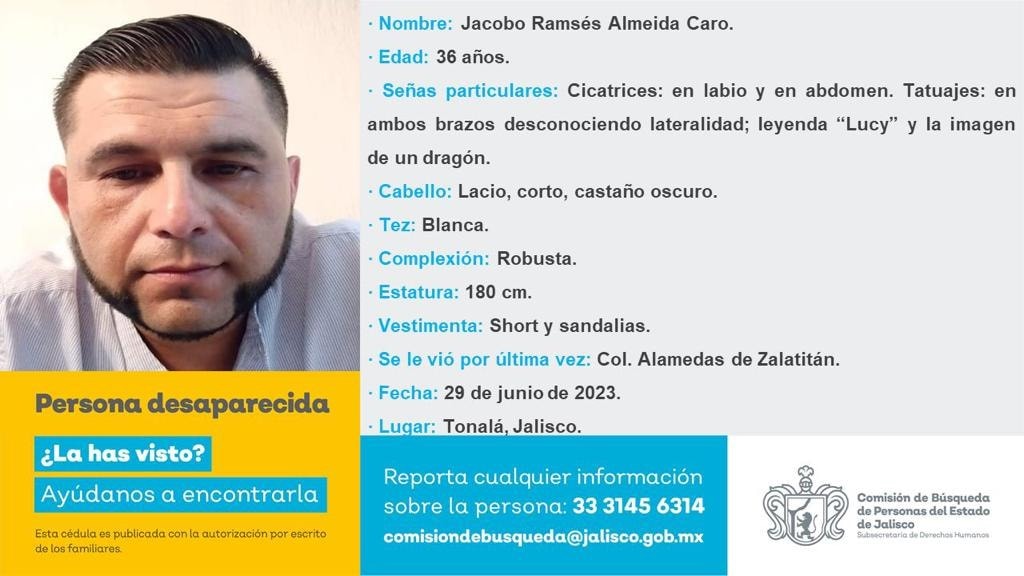 · Nombre: Jacobo Ramsés Almeida Caro.
· Edad: 36 años.
· Señas particulares: Cicatrices: en labio y en abdomen. Tatuajes: en
ambos brazos desconociendo lateralidad; leyenda “Lucy” y la imagen
de un dragón.
· Cabello: Lacio, corto, castaño oscuro.
· Tez: Blanca.
· Complexión: Robusta.
· Estatura: 180 cm.
· Vestimenta: Short y sandalias.
· Se le vió por última vez: Col. Alamedas de Zalatitán.
· Fecha: 29 de junio de 2023.
· Lugar: Tonalá, Jalisco.
Persona desaparecida
¿La has visto?
Ayúdanos a encontrarla
Esta cédula es publicada con la autorización por escrito
de los familiares.
Reporta cualquier información
sobre la persona: 33 3145 6314
comisiondebusqueda@jalisco.gob.mx
Comisión de Búsqueda
de Personas del Estado
de Jalisco
Subsecretaría de Derechos Humanos